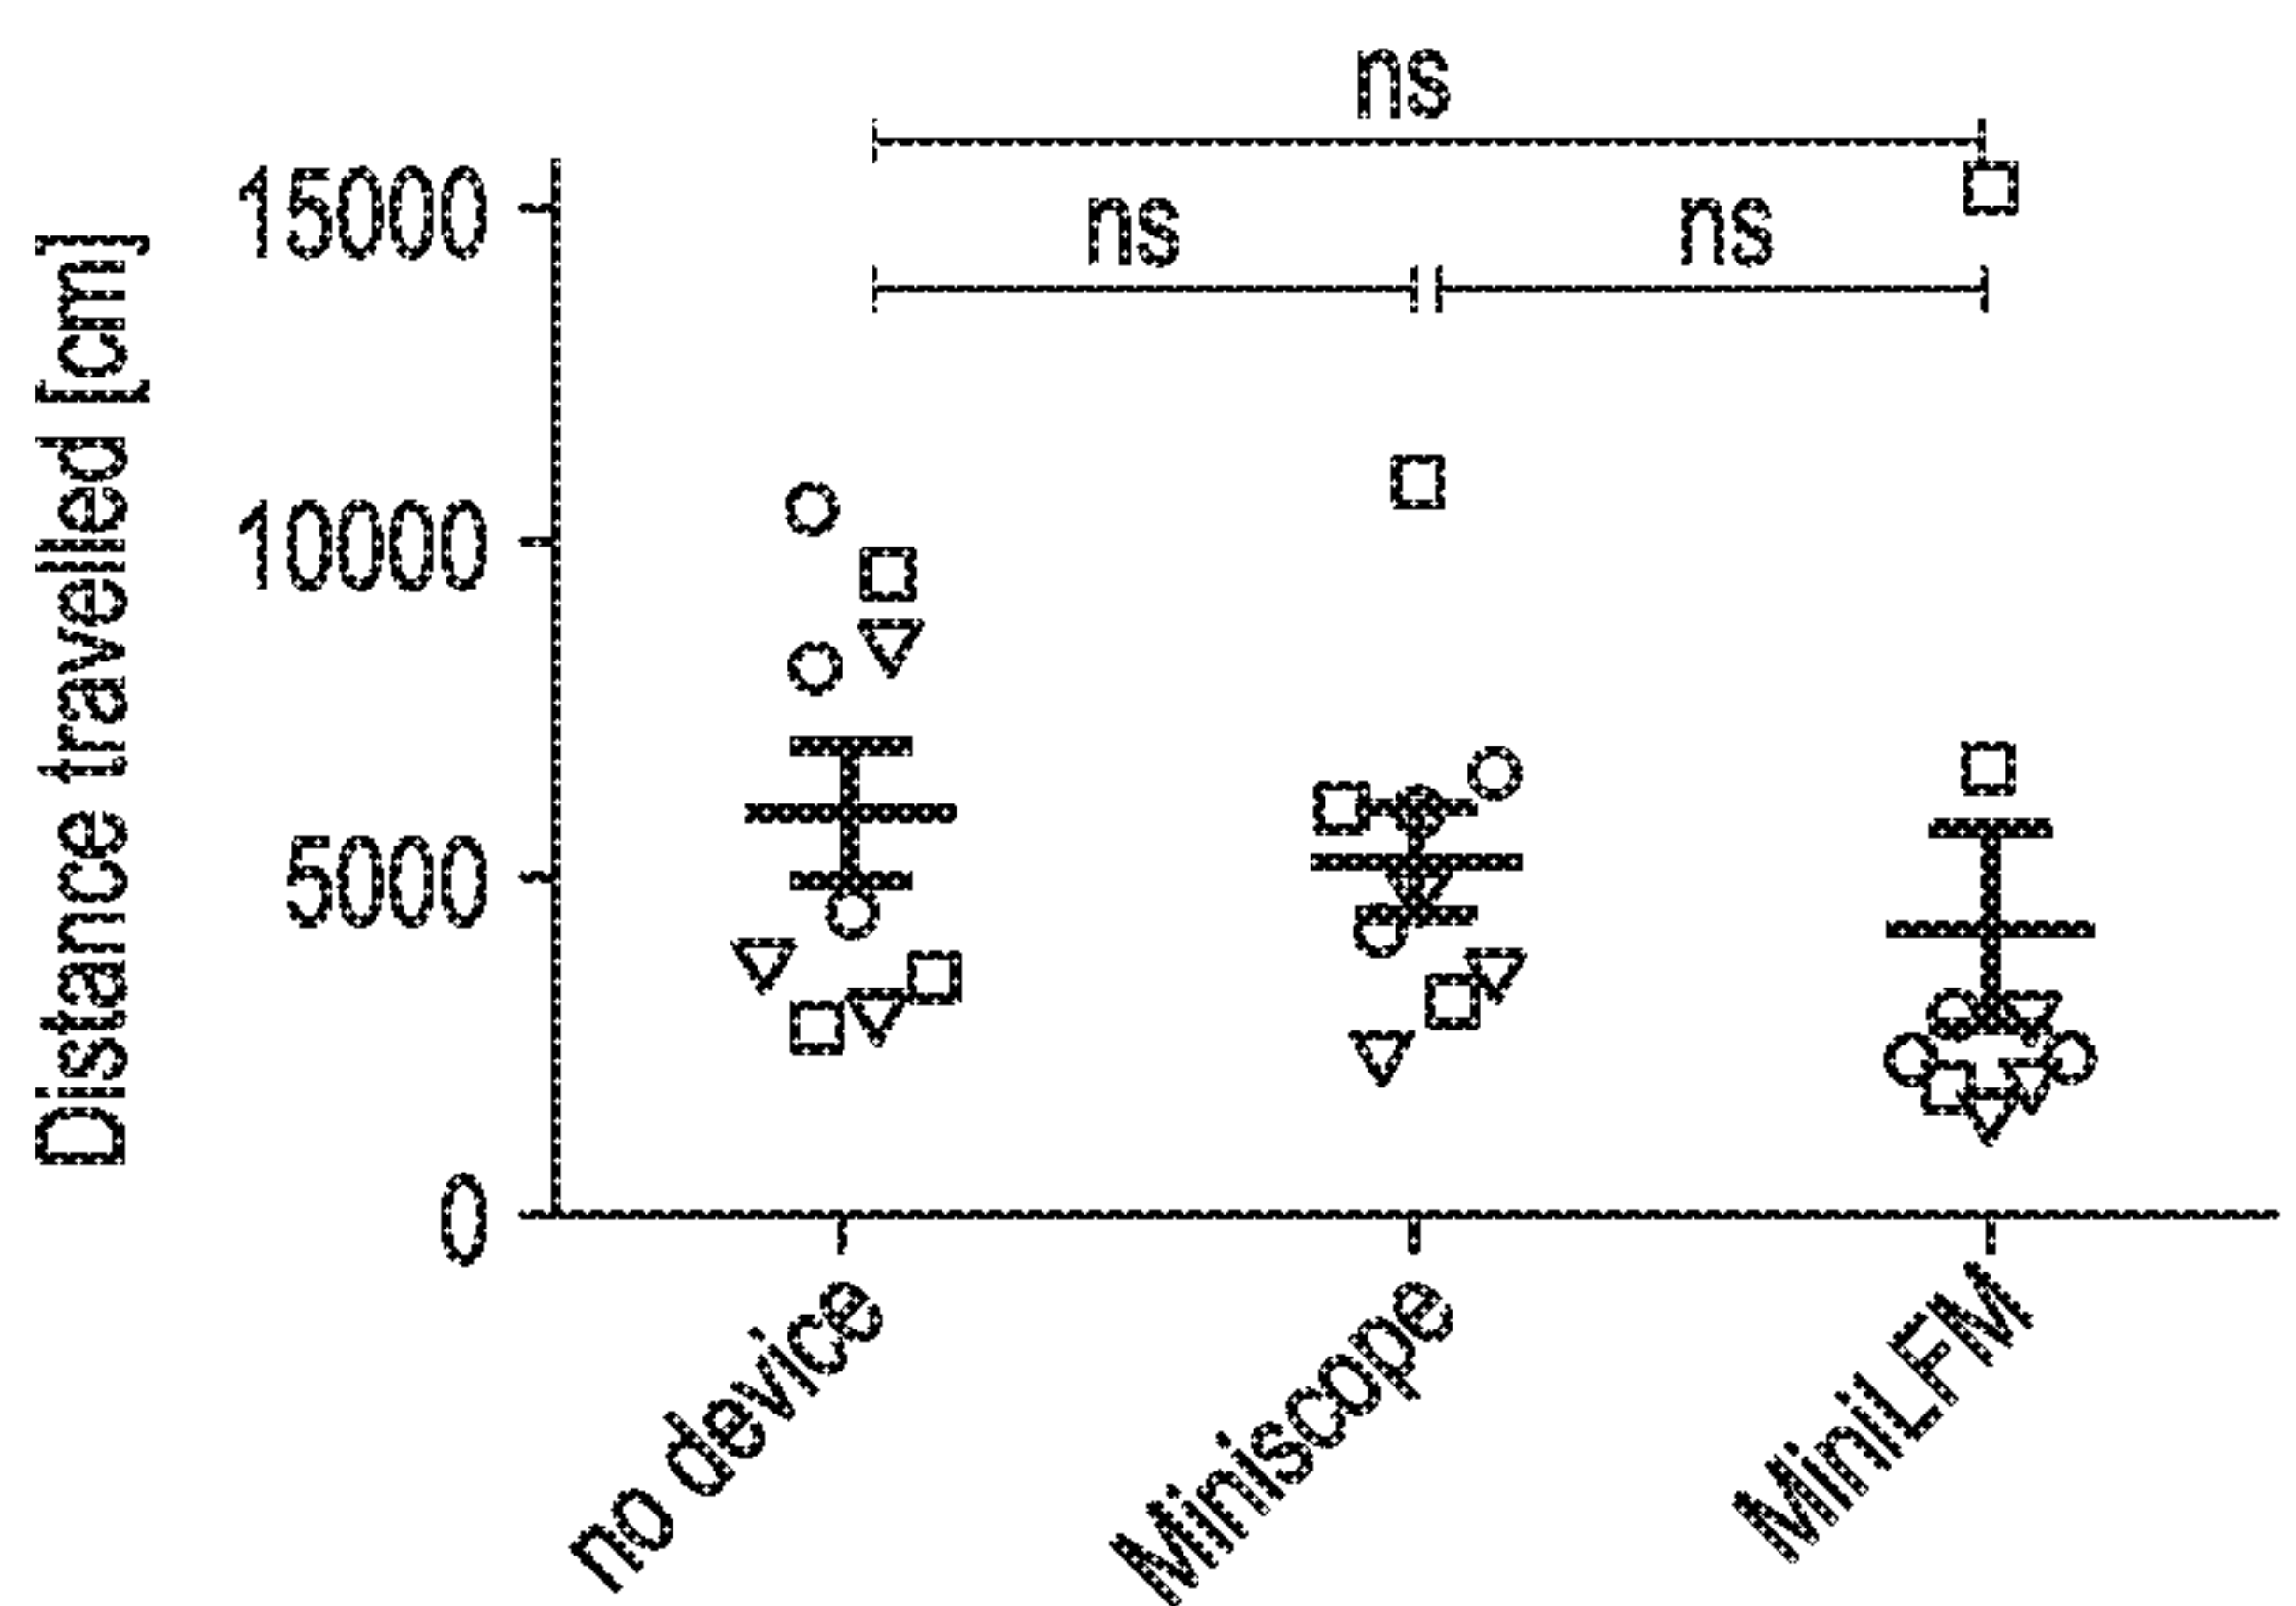 ns
ns
ns
Distance travelled [cm]
15000
10000
5000
0
no device
Miniscope
MiniLFM